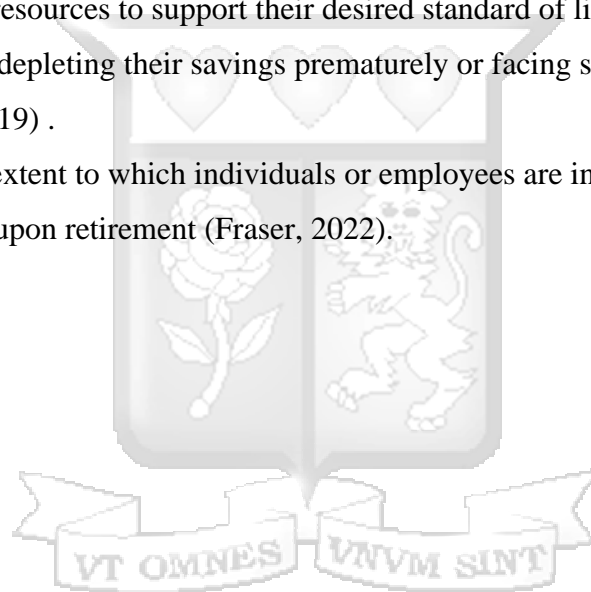 resources to support their desired standard of li
depleting their savings prematurely or facing s
19) .
extent to which individuals or employees are in
upon retirement (Fraser, 2022).
VT OMNES VNVM SINT